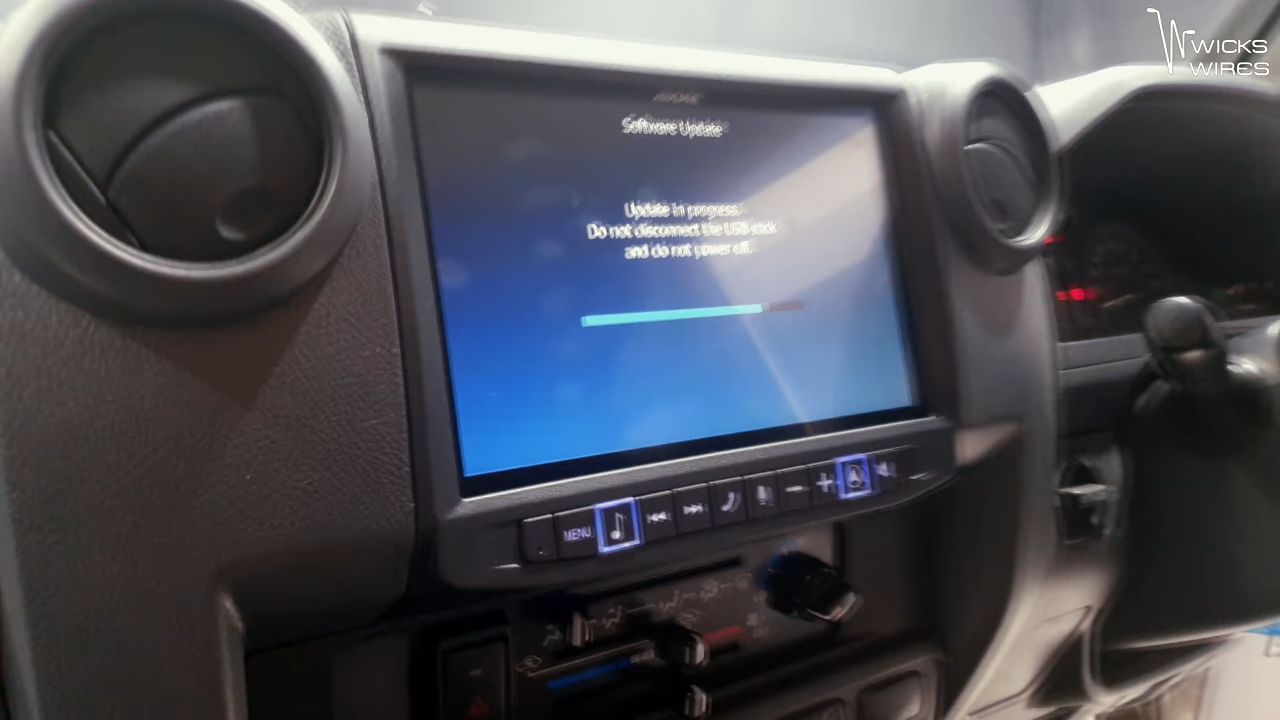 WICKS
WIRES
Software Update
Update in progress.
Do not disconnect the USB stick
and do not power off.
MENU